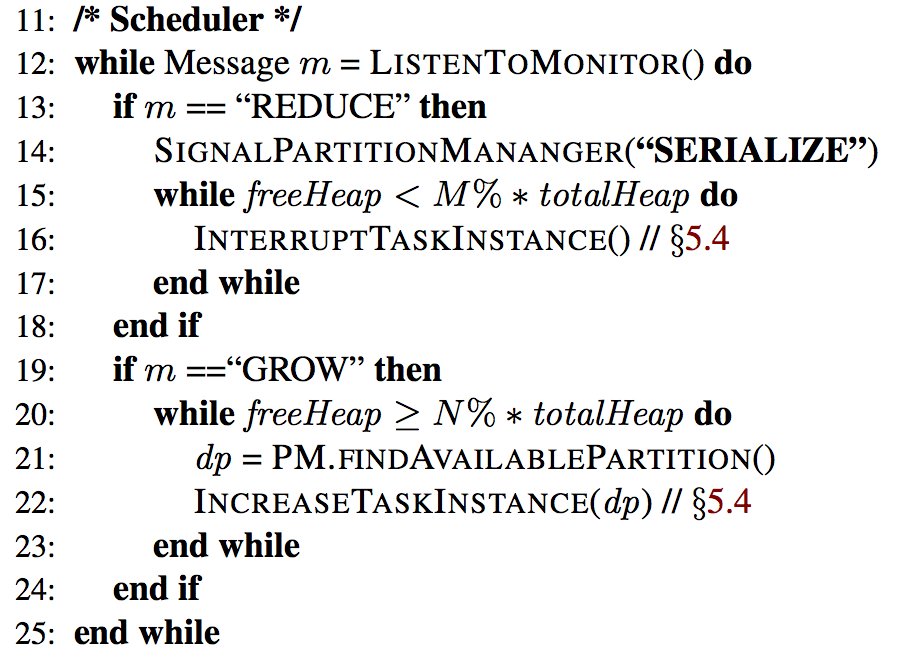 11: /* Scheduler */
12: while Message m = LISTENTOMONITOR() do
13: if m == “REDUCE” then
14: SIGNALPARTITIONMANANGER(“SERIALIZE”)
15: while freeHeap < M% ∗ totalHeap do
16: INTERRUPTTASKINSTANCE() // §5.4
17: end while
18: end if
19: if m ==“GROW” then
20: while freeHeap ≥ N% ∗ totalHeap do
21: dp = PM.FINDAVAILABLEPARTITION()
22: INCREASETASKINSTANCE(dp) // §5.4
23: end while
24: end if
25: end while